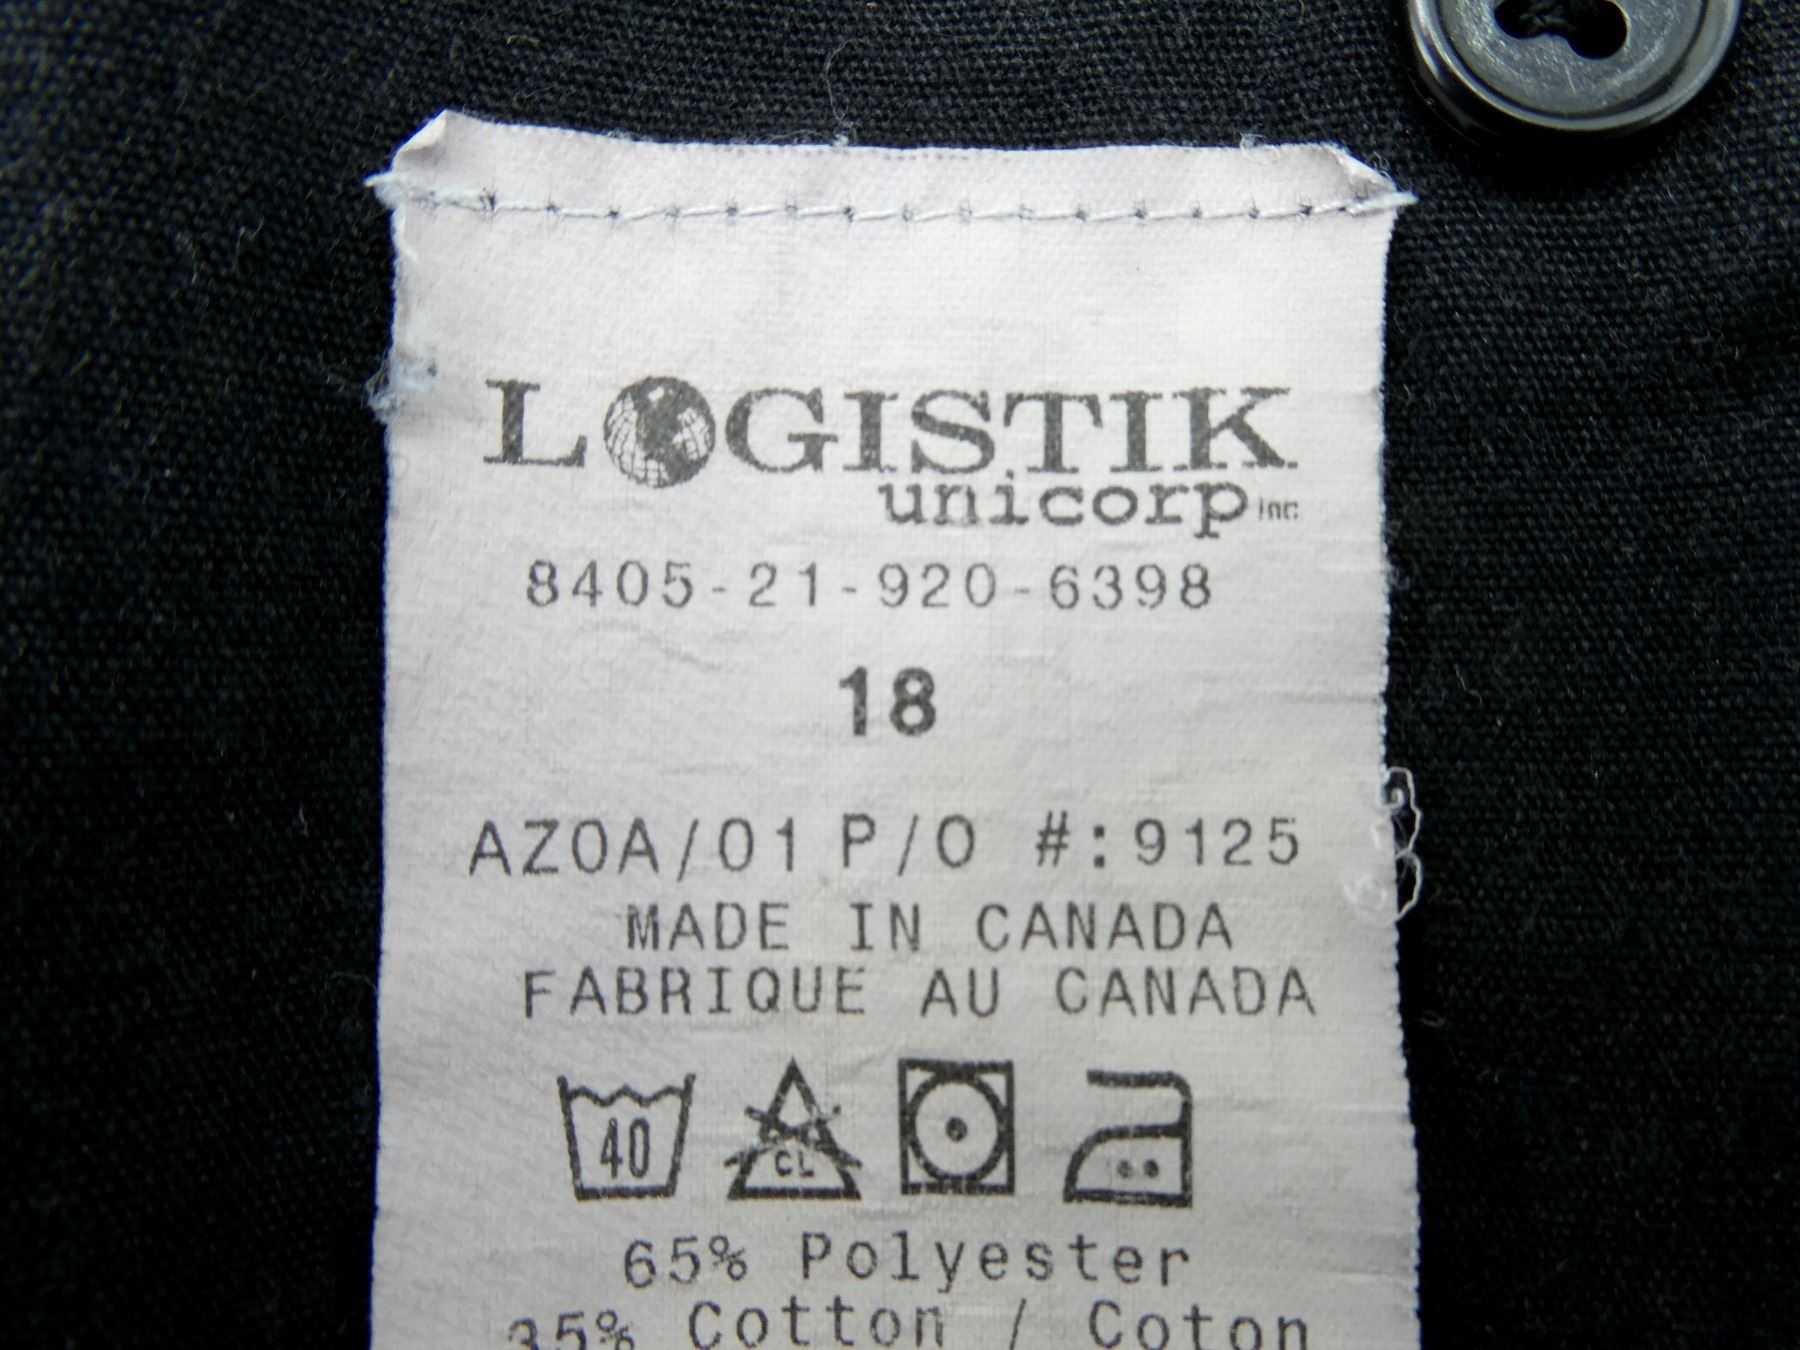 LOGISTIK
unicorp inc
8405-21-920-6398
18
AZOA/01 P/O #:9125
MADE IN CANADA
FABRIQUE AU CANADA
40 CL
65% Polyester
35% Cotton / Coton